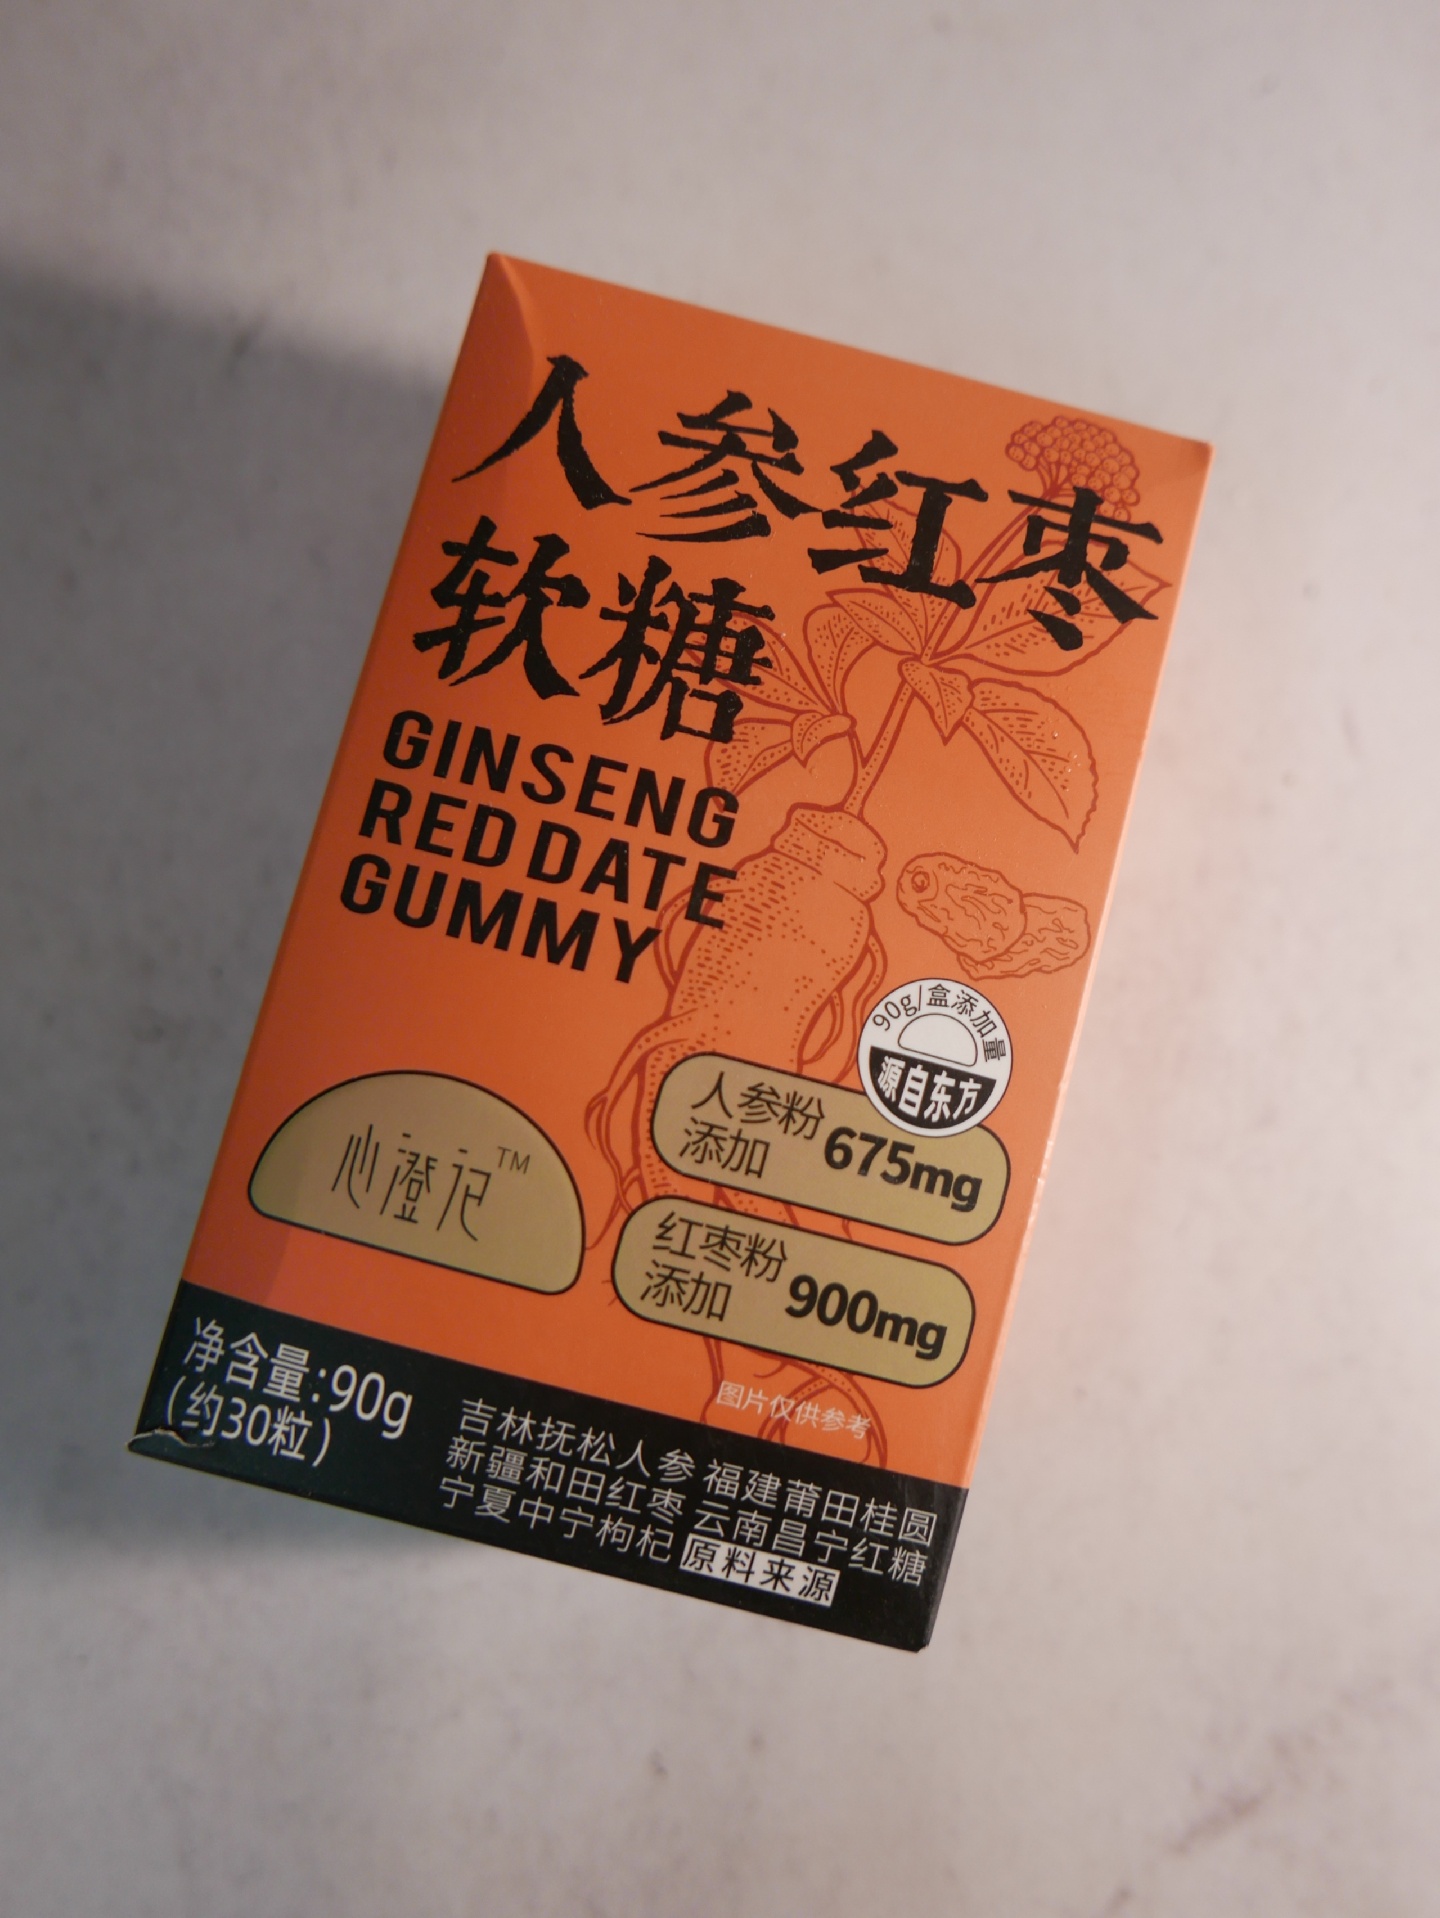 人参红枣
软糖
GINSENG
RED DATE
GUMMY
90g/盒添加量
源自东方
人参粉
添加 675mg
红枣粉
添加 900mg
心澄记™
图片仅供参考
净含量:90g
(约30粒)
吉林抚松人参 福建莆田桂圆
新疆和田红枣 云南昌宁红糖
宁夏中宁枸杞 原料来源